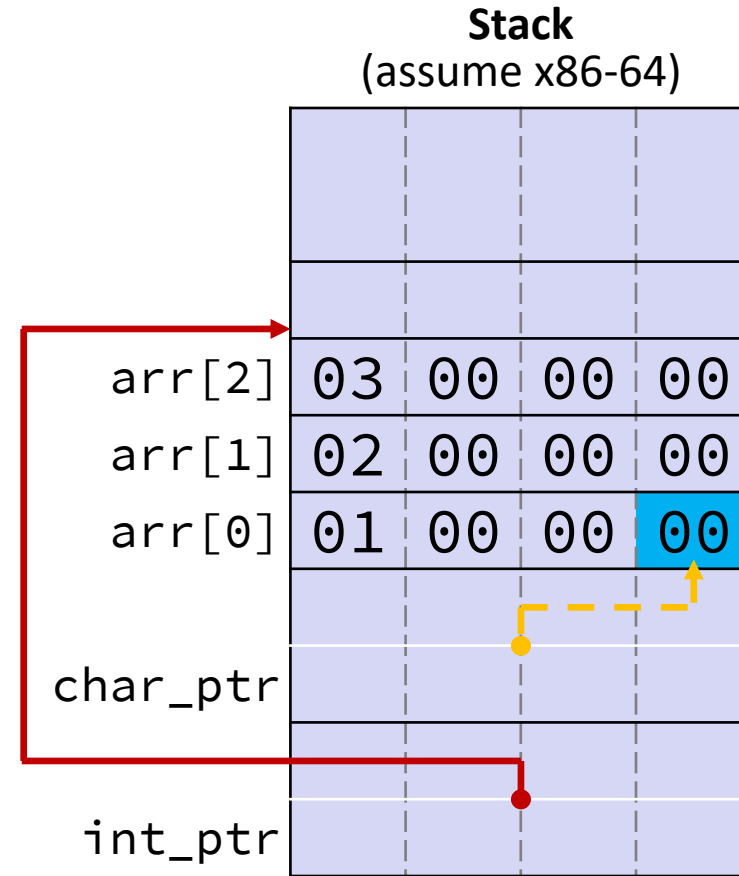 Stack
(assume x86-64)
arr[2] 03 00 00 00
arr[1] 02 00 00 00
arr[0] 01 00 00 00
char_ptr
int_ptr